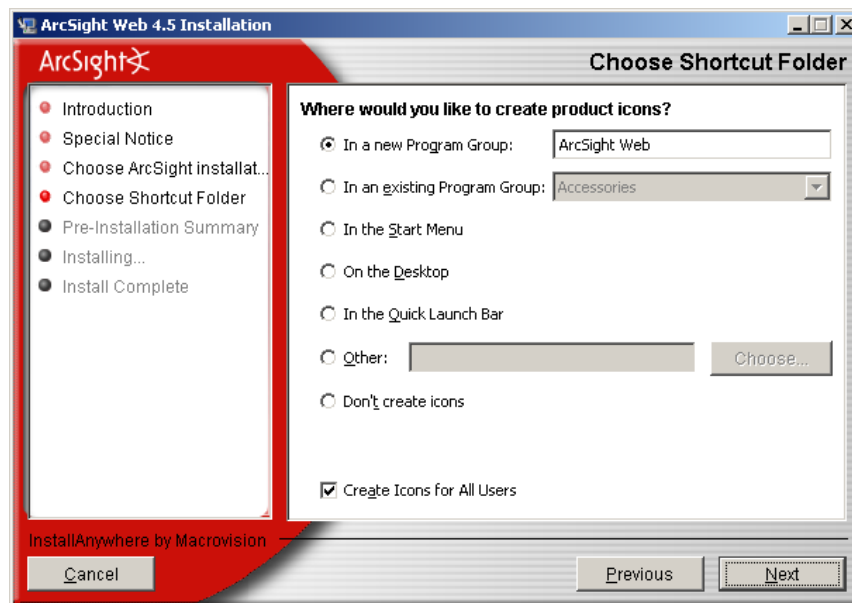 ArcSight Web 4.5 Installation
ArcSight
Choose Shortcut Folder
Introduction
Special Notice
Choose ArcSight installat...
Choose Shortcut Folder
Pre-Installation Summary
Installing...
Install Complete
Where would you like to create product icons?
In a new Program Group: ArcSight Web
In an existing Program Group: Accessories
In the Start Menu
On the Desktop
In the Quick Launch Bar
Other: Choose...
Don't create icons
Create Icons for All Users
InstallAnywhere by Macrovision
Cancel Previous Next